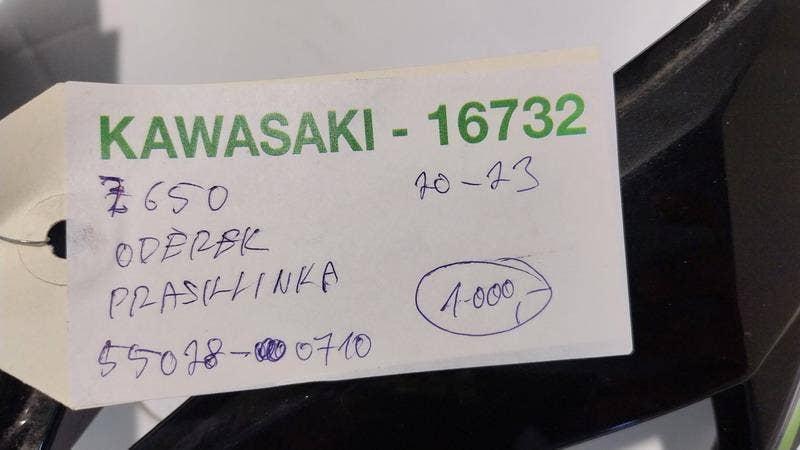 KAWASAKI - 16732
Z650 20-23
ODĚREK
PRASKLINKA
1.000,-
55028-0710